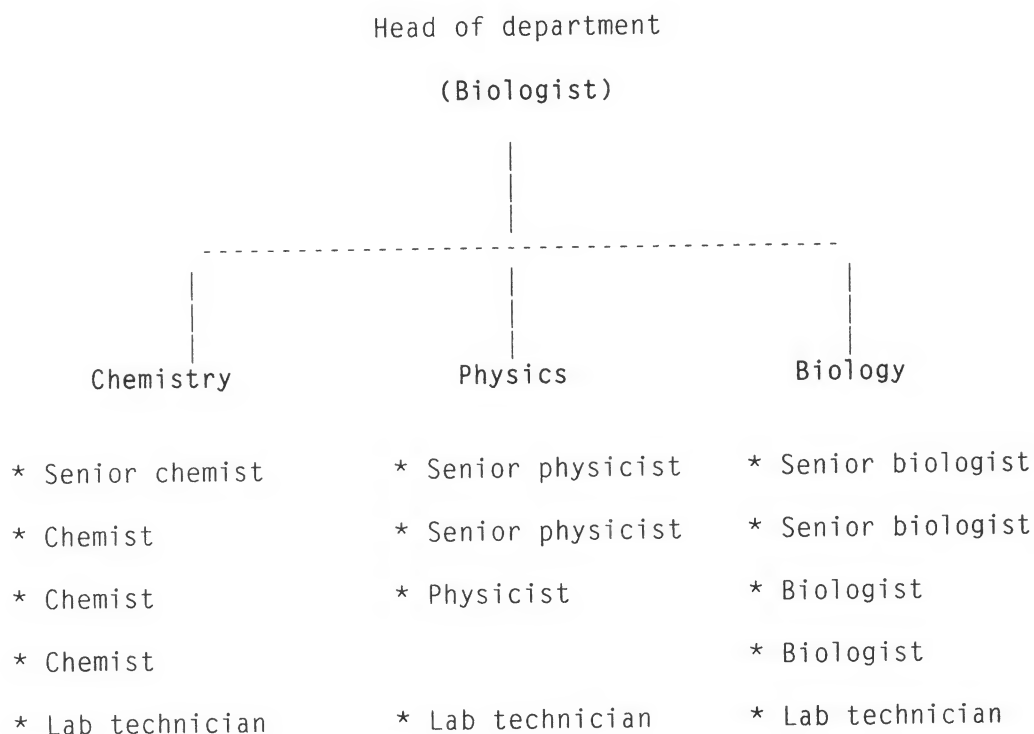 Head of department
(Biologist)
Chemistry Physics Biology
* Senior chemist * Senior physicist * Senior biologist
* Chemist * Senior physicist * Senior biologist
* Chemist * Physicist * Biologist
* Chemist * Biologist
* Lab technician * Lab technician * Lab technician